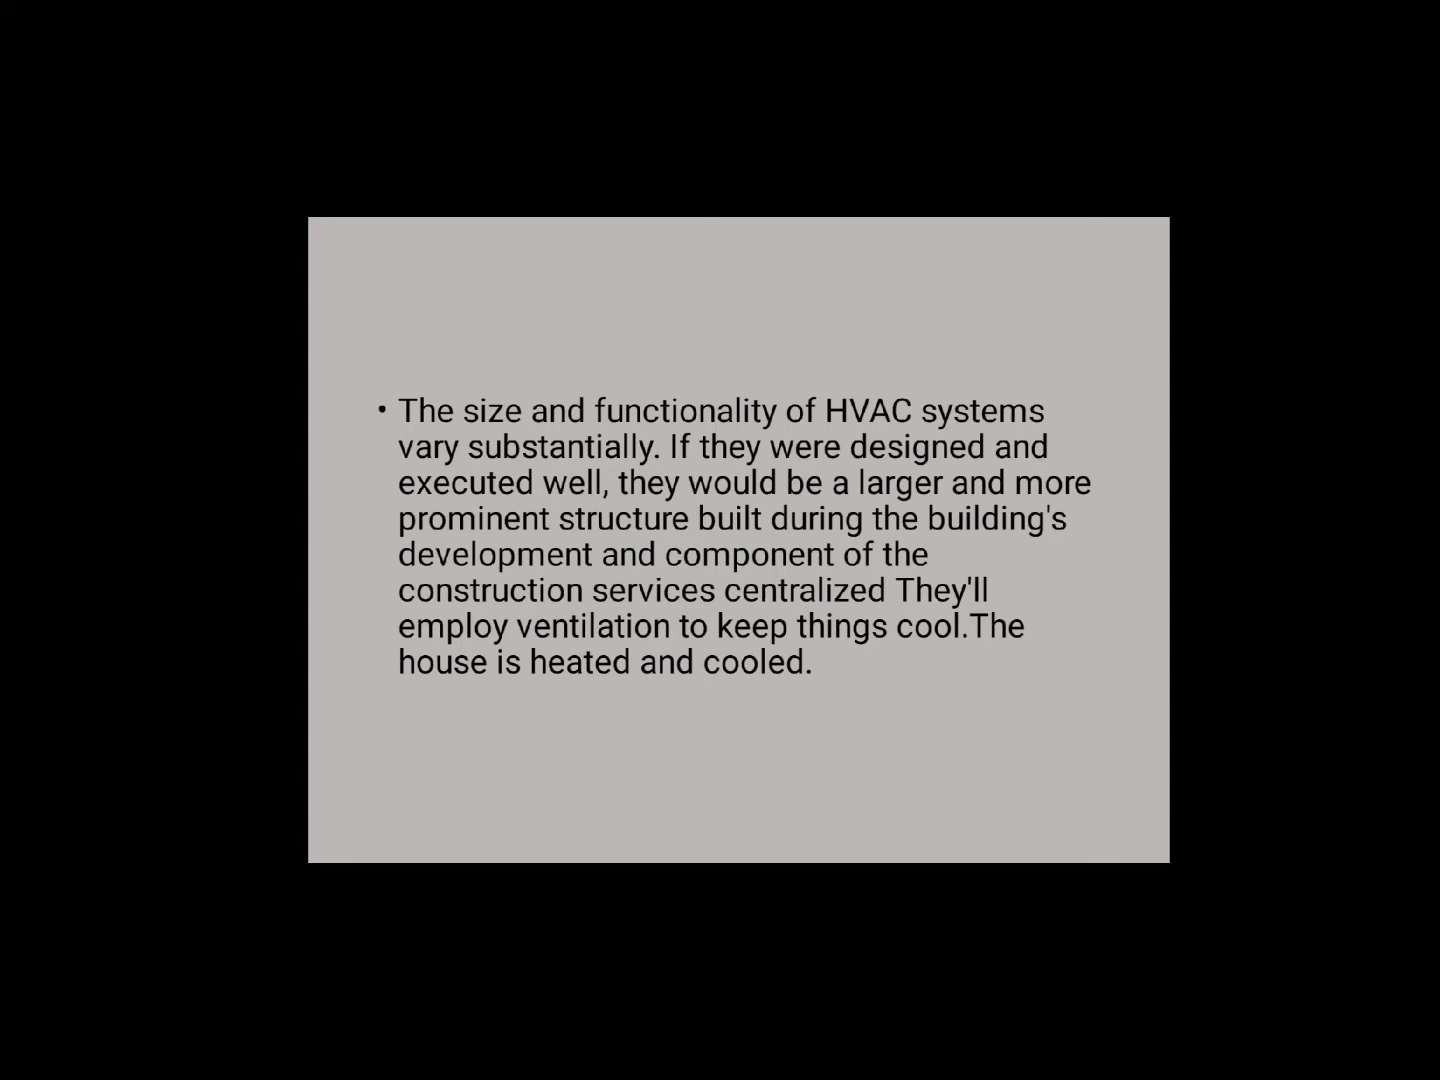 • The size and functionality of HVAC systems
vary substantially. If they were designed and
executed well, they would be a larger and more
prominent structure built during the building's
development and component of the
construction services centralized They'll
employ ventilation to keep things cool.The
house is heated and cooled.